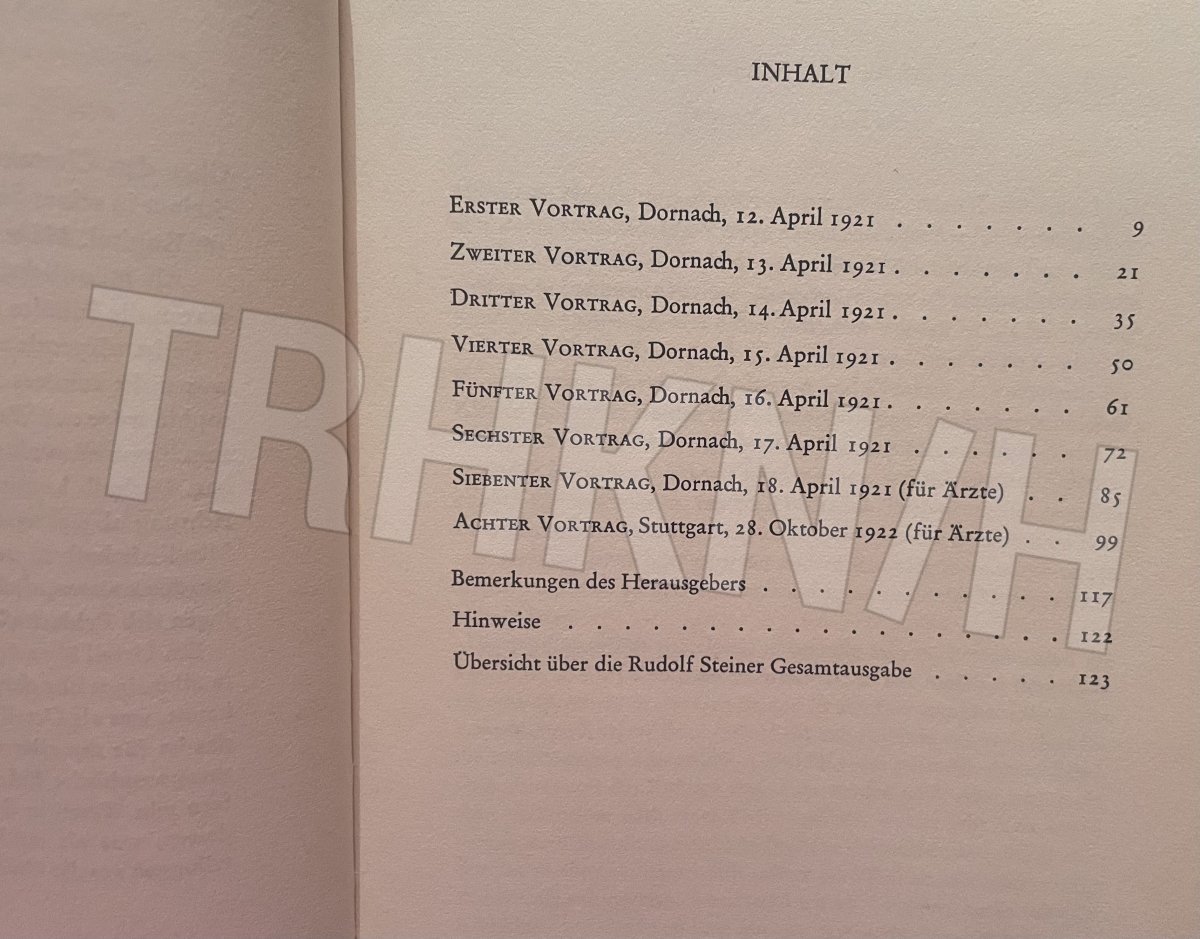 INHALT
ERSTER VORTRAG, Dornach, 12. April 1921 . . . . . . . 9
ZWEITER VORTRAG, Dornach, 13. April 1921 . . . . . . . 21
DRITTER VORTRAG, Dornach, 14. April 1921 . . . . . . . 35
VIERTER VORTRAG, Dornach, 15. April 1921 . . . . . . . 50
FÜNFTER VORTRAG, Dornach, 16. April 1921 . . . . . . . 61
SECHSTER VORTRAG, Dornach, 17. April 1921 . . . . . . 72
SIEBENTER VORTRAG, Dornach, 18. April 1921 (für Ärzte) . . 85
ACHTER VORTRAG, Stuttgart, 28. Oktober 1922 (für Ärzte) . . 99
Bemerkungen des Herausgebers . . . . . . . . . . . 117
Hinweise . . . . . . . . . . . . . . . . . . 122
Übersicht über die Rudolf Steiner Gesamtausgabe . . . . . 123
TRHKN/H